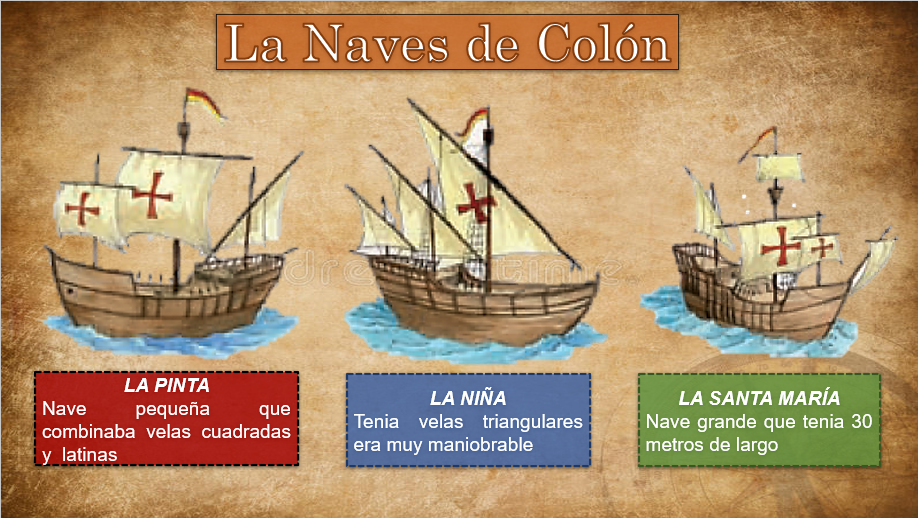 La Naves de Colón
LA PINTA
Nave pequeña que
combinaba velas cuadradas
y latinas
LA NIÑA
Tenia velas triangulares
era muy maniobrable
LA SANTA MARÍA
Nave grande que tenia 30
metros de largo
dreamstime